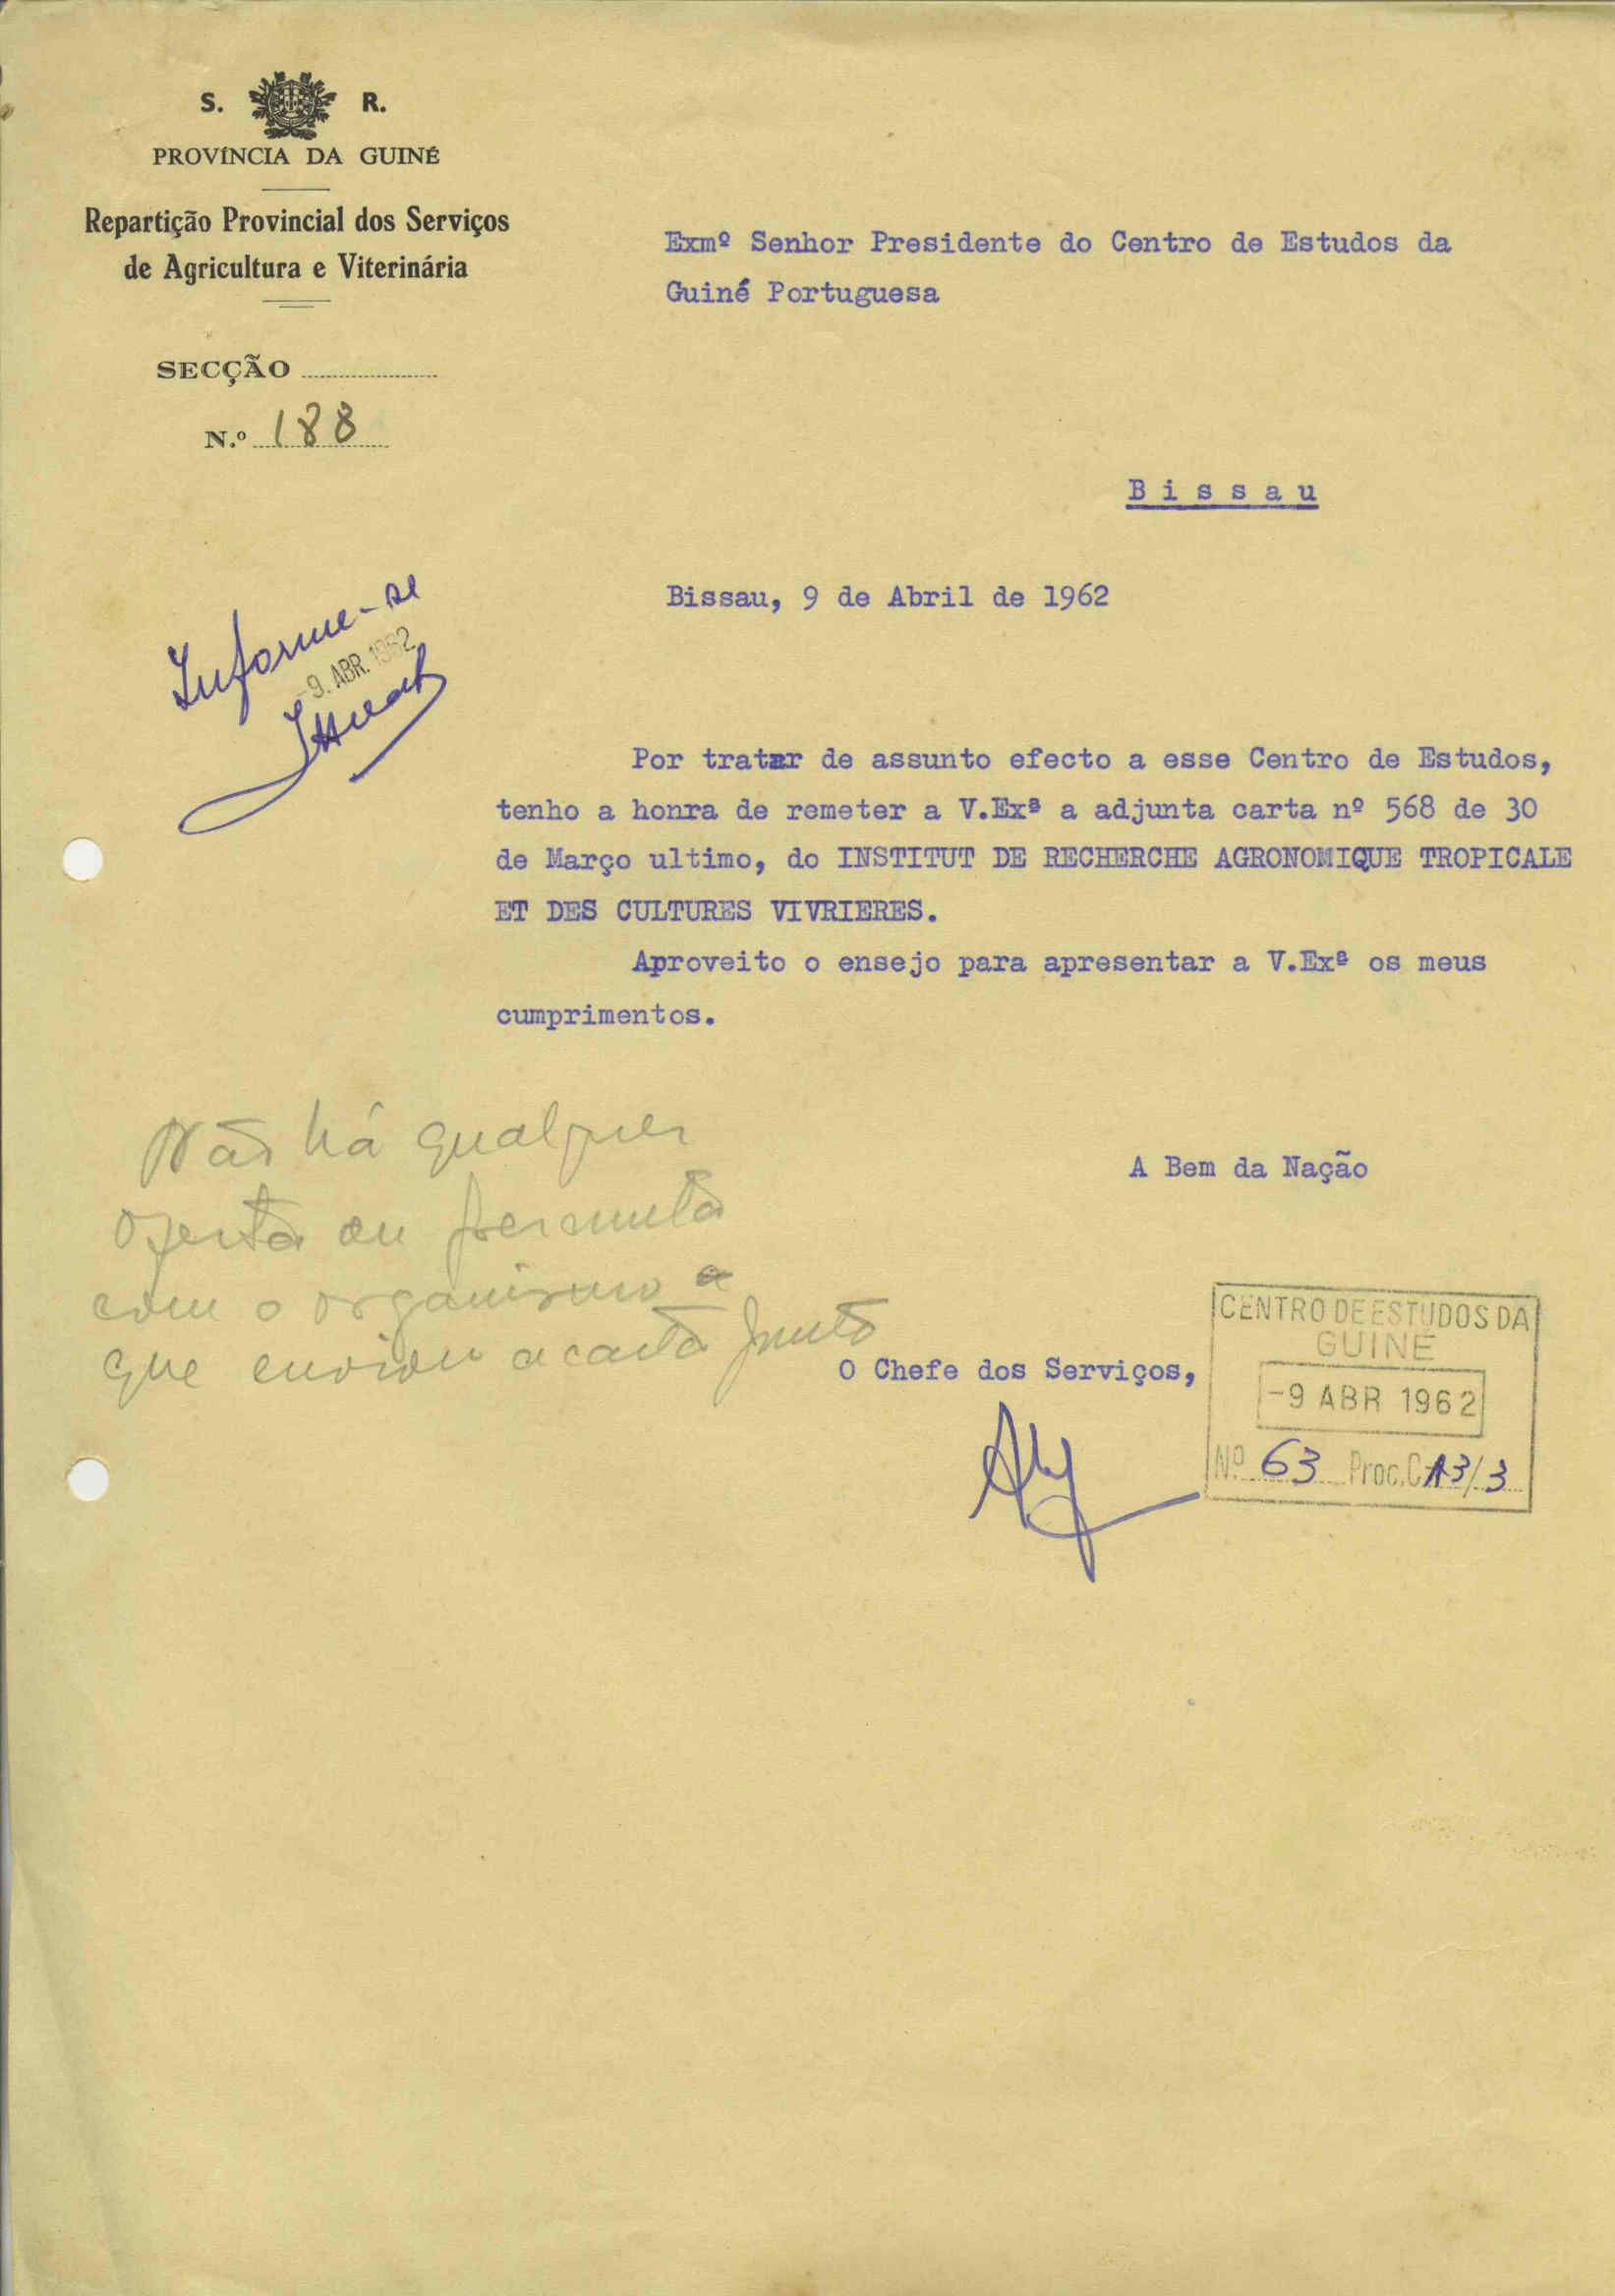 S. R.
PROVÍNCIA DA GUINÉ
Repartição Provincial dos Serviços
de Agricultura e Viterinária
SECÇÃO
N.º 188
Exmº Senhor Presidente do Centro de Estudos da
Guiné Portuguesa
Bissau
Bissau, 9 de Abril de 1962
Informe-se
-9. ABR. 1962
Por tratar de assunto efecto a esse Centro de Estudos,
tenho a honra de remeter a V.Exª a adjunta carta nº 568 de 30
de Março ultimo, do INSTITUT DE RECHERCHE AGRONOMIQUE TROPICALE
ET DES CULTURES VIVRIERES.
Aproveito o ensejo para apresentar a V.Exª os meus
cumprimentos.
Não há qualquer
oferta ou permuta
com o organismo
que enviou a carta junto
A Bem da Nação
O Chefe dos Serviços,
CENTRO DE ESTUDOS DA
GUINÉ
-9 ABR 1962
Nº 63 Proc. CA3/3